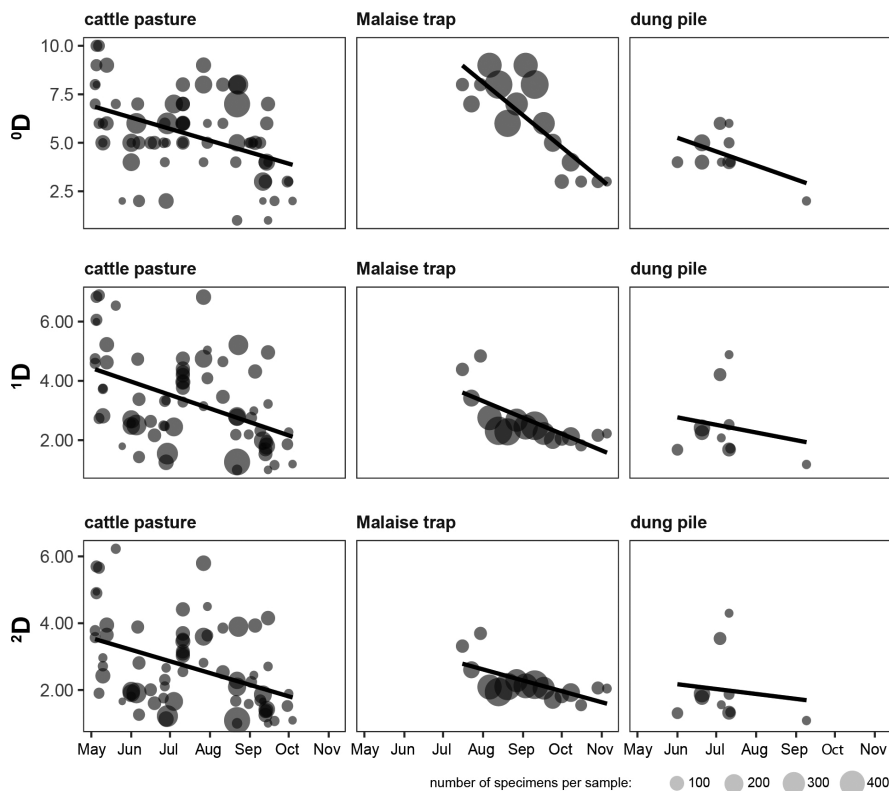 cattle pasture Malaise trap dung pile
⁰D
10.0
7.5
5.0
2.5
cattle pasture Malaise trap dung pile
¹D
6.00
4.00
2.00
cattle pasture Malaise trap dung pile
²D
6.00
4.00
2.00
May Jun Jul Aug Sep Oct Nov May Jun Jul Aug Sep Oct Nov May Jun Jul Aug Sep Oct Nov
number of specimens per sample: 100 200 300 400